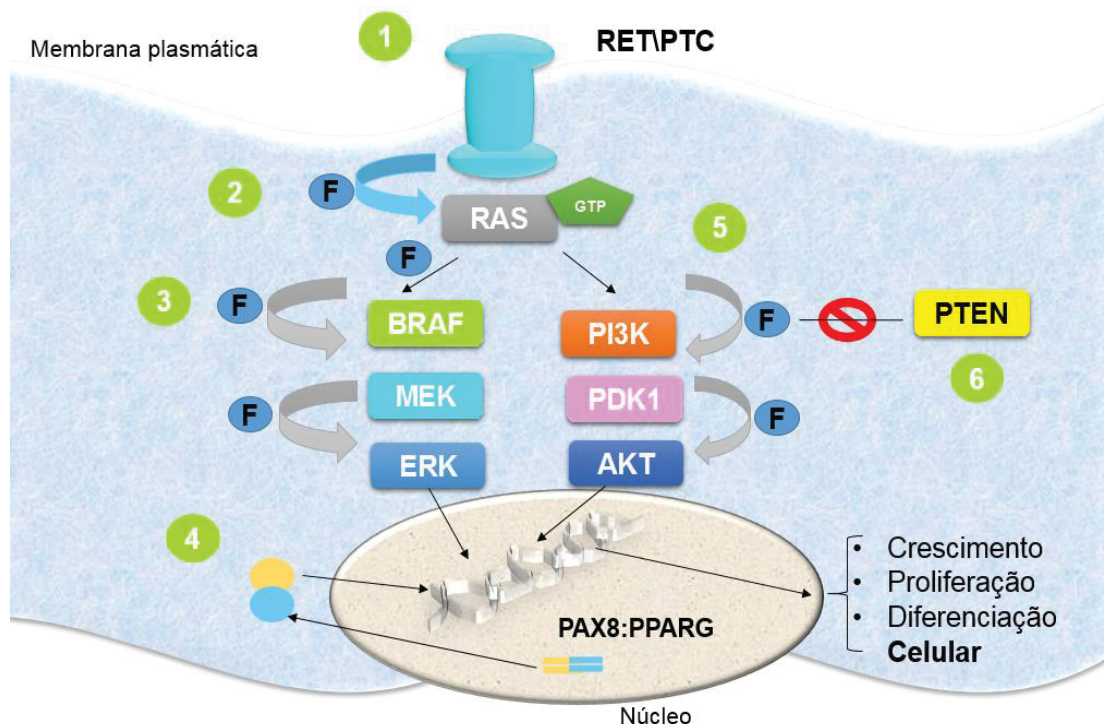 1
RET\PTC
Membrana plasmática
2
F
RAS
GTP
5
F
3
F
BRAF
PI3K
F
PTEN
6
MEK
PDK1
F
F
ERK
AKT
4
• Crescimento
• Proliferação
• Diferenciação
Celular
PAX8:PPARG
Núcleo